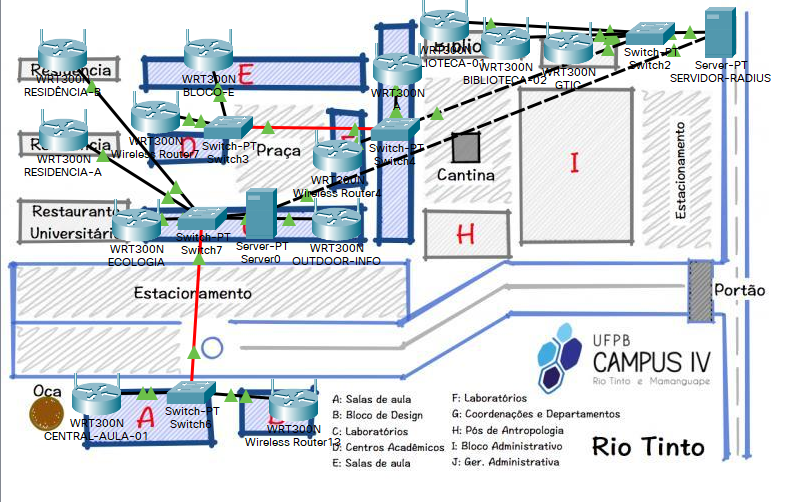 WRT300N
BIBLIOTECA-01
WRT300N
BIBLIOTECA-02
WRT300N
GTIC
Switch-PT
Switch2
Server-PT
SERVIDOR-RADIUS
Residência
WRT300N
RESIDÊNCIA-B
WRT300N
BLOCO-E
E
WRT300N
A
WRT300N
Wireless Router7
D
Switch-PT
Switch3
Praça
Switch-PT
Switch4
WRT300N
Wireless Router4
Cantina
I
Estacionamento
Residência
WRT300N
RESIDENCIA-A
Restaurante
Universitári
WRT300N
ECOLOGIA
Switch-PT
Switch7
Server-PT
Server0
WRT300N
OUTDOOR-INFO
H
Estacionamento
Portão
UFPB
CAMPUS IV
Rio Tinto e Mamanguape
Oca
WRT300N
CENTRAL-AULA-01
A
Switch-PT
Switch6
WRT300N
Wireless Router13
A: Salas de aula
B: Bloco de Design
C: Laboratórios
D: Centros Acadêmicos
E: Salas de aula
F: Laboratórios
G: Coordenações e Departamentos
H: Pós de Antropologia
I: Bloco Administrativo
J: Ger. Administrativa
Rio Tinto